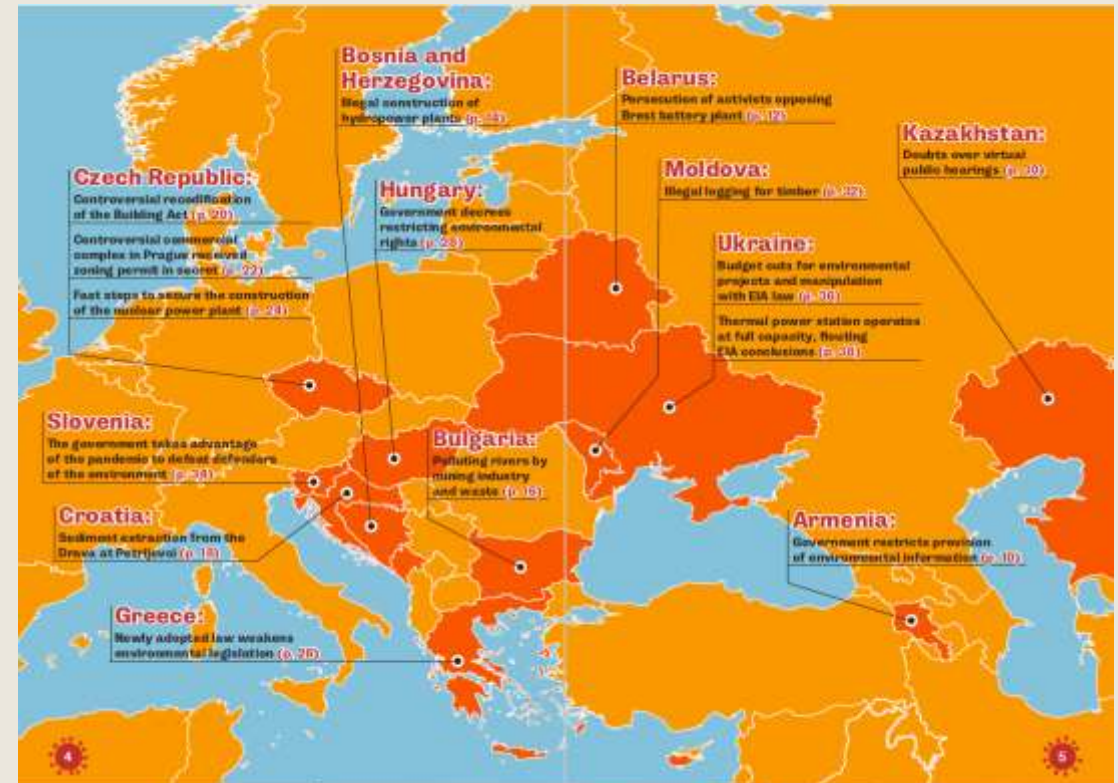 Bosnia and
Herzegovina:
Illegal construction of
hydropower plants (p. 14)
Belarus:
Persecution of activists opposing
Brest battery plant (p. 12)
Kazakhstan:
Doubts over virtual
public hearings (p. 30)
Czech Republic:
Controversial recodification
of the Building Act (p. 20)
Controversial commercial
complex in Prague received
zoning permit in secret (p. 22)
Fast steps to secure the construction
of the nuclear power plant (p. 24)
Hungary:
Government decrees
restricting environmental
rights (p. 28)
Moldova:
Illegal logging for timber (p. 32)
Ukraine:
Budget cuts for environmental
projects and manipulation
with EIA law (p. 36)
Thermal power station operates
at full capacity, flouting
EIA conclusions (p. 38)
Slovenia:
The government takes advantage
of the pandemic to defeat defenders
of the environment (p. 34)
Bulgaria:
Polluting rivers by
mining industry
and waste (p. 16)
Croatia:
Sediment extraction from the
Drava at Petrijevci (p. 18)
Armenia:
Government restricts provision
of environmental information (p. 10)
Greece:
Newly adopted law weakens
environmental legislation (p. 26)
4
5